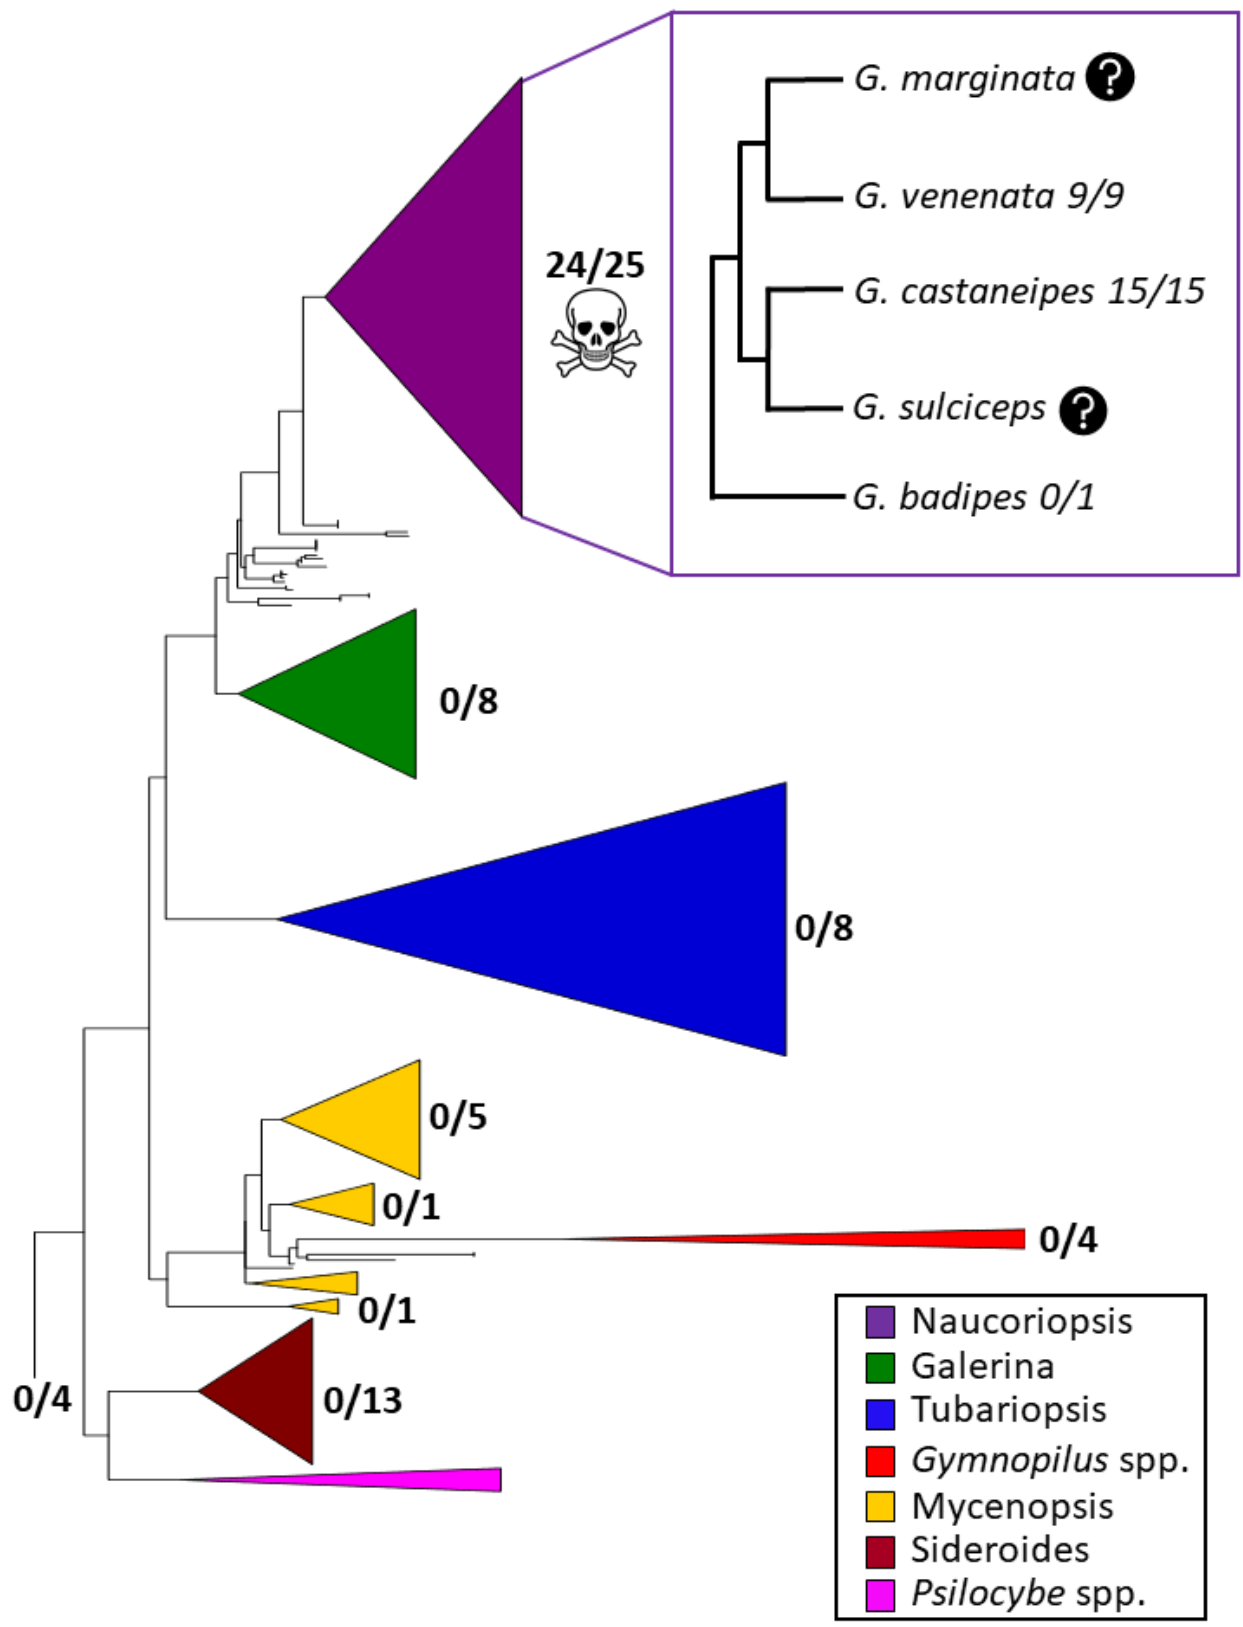 G. marginata ?
G. venenata 9/9
24/25
G. castaneipes 15/15
G. sulciceps ?
G. badipes 0/1
0/8
0/8
0/5
0/1
0/4
0/1
0/4
0/13
Naucoriopsis
Galerina
Tubariopsis
Gymnopilus spp.
Mycenopsis
Sideroides
Psilocybe spp.